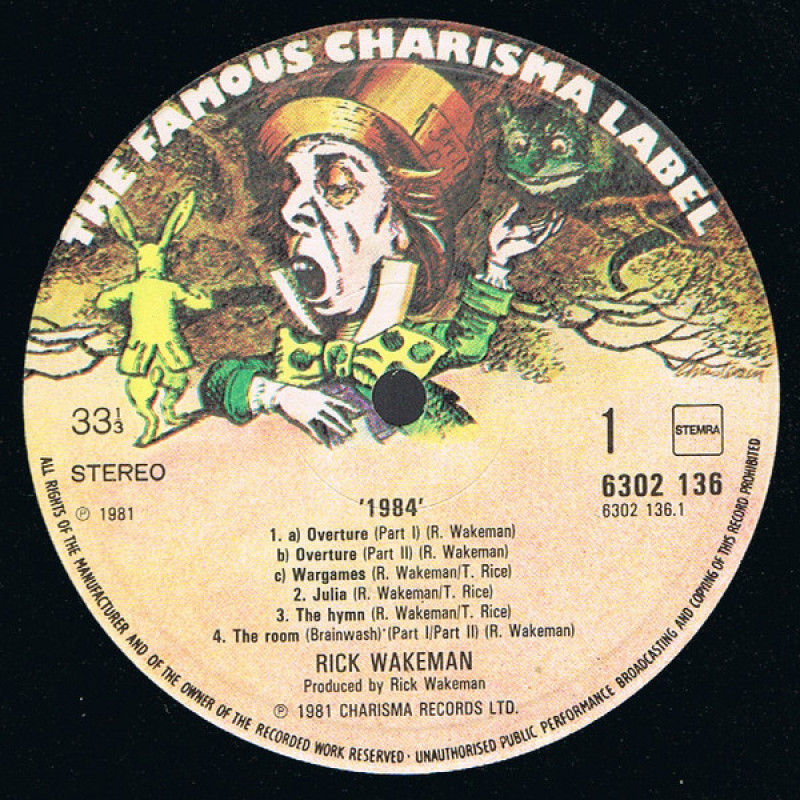 THE FAMOUS CHARISMA LABEL
33⅓
1
STEMRA
STEREO
6302 136
℗ 1981
6302 136.1
'1984'
1. a) Overture (Part I) (R. Wakeman)
b) Overture (Part II) (R. Wakeman)
c) Wargames (R. Wakeman/T. Rice)
2. Julia (R. Wakeman/T. Rice)
3. The hymn (R. Wakeman/T. Rice)
4. The room (Brainwash) (Part I/Part II) (R. Wakeman)
RICK WAKEMAN
Produced by Rick Wakeman
℗ 1981 CHARISMA RECORDS LTD.
ALL RIGHTS OF THE MANUFACTURER AND OF THE OWNER OF THE RECORDED WORK RESERVED · UNAUTHORISED PUBLIC PERFORMANCE BROADCASTING AND COPYING OF THIS RECORD PROHIBITED